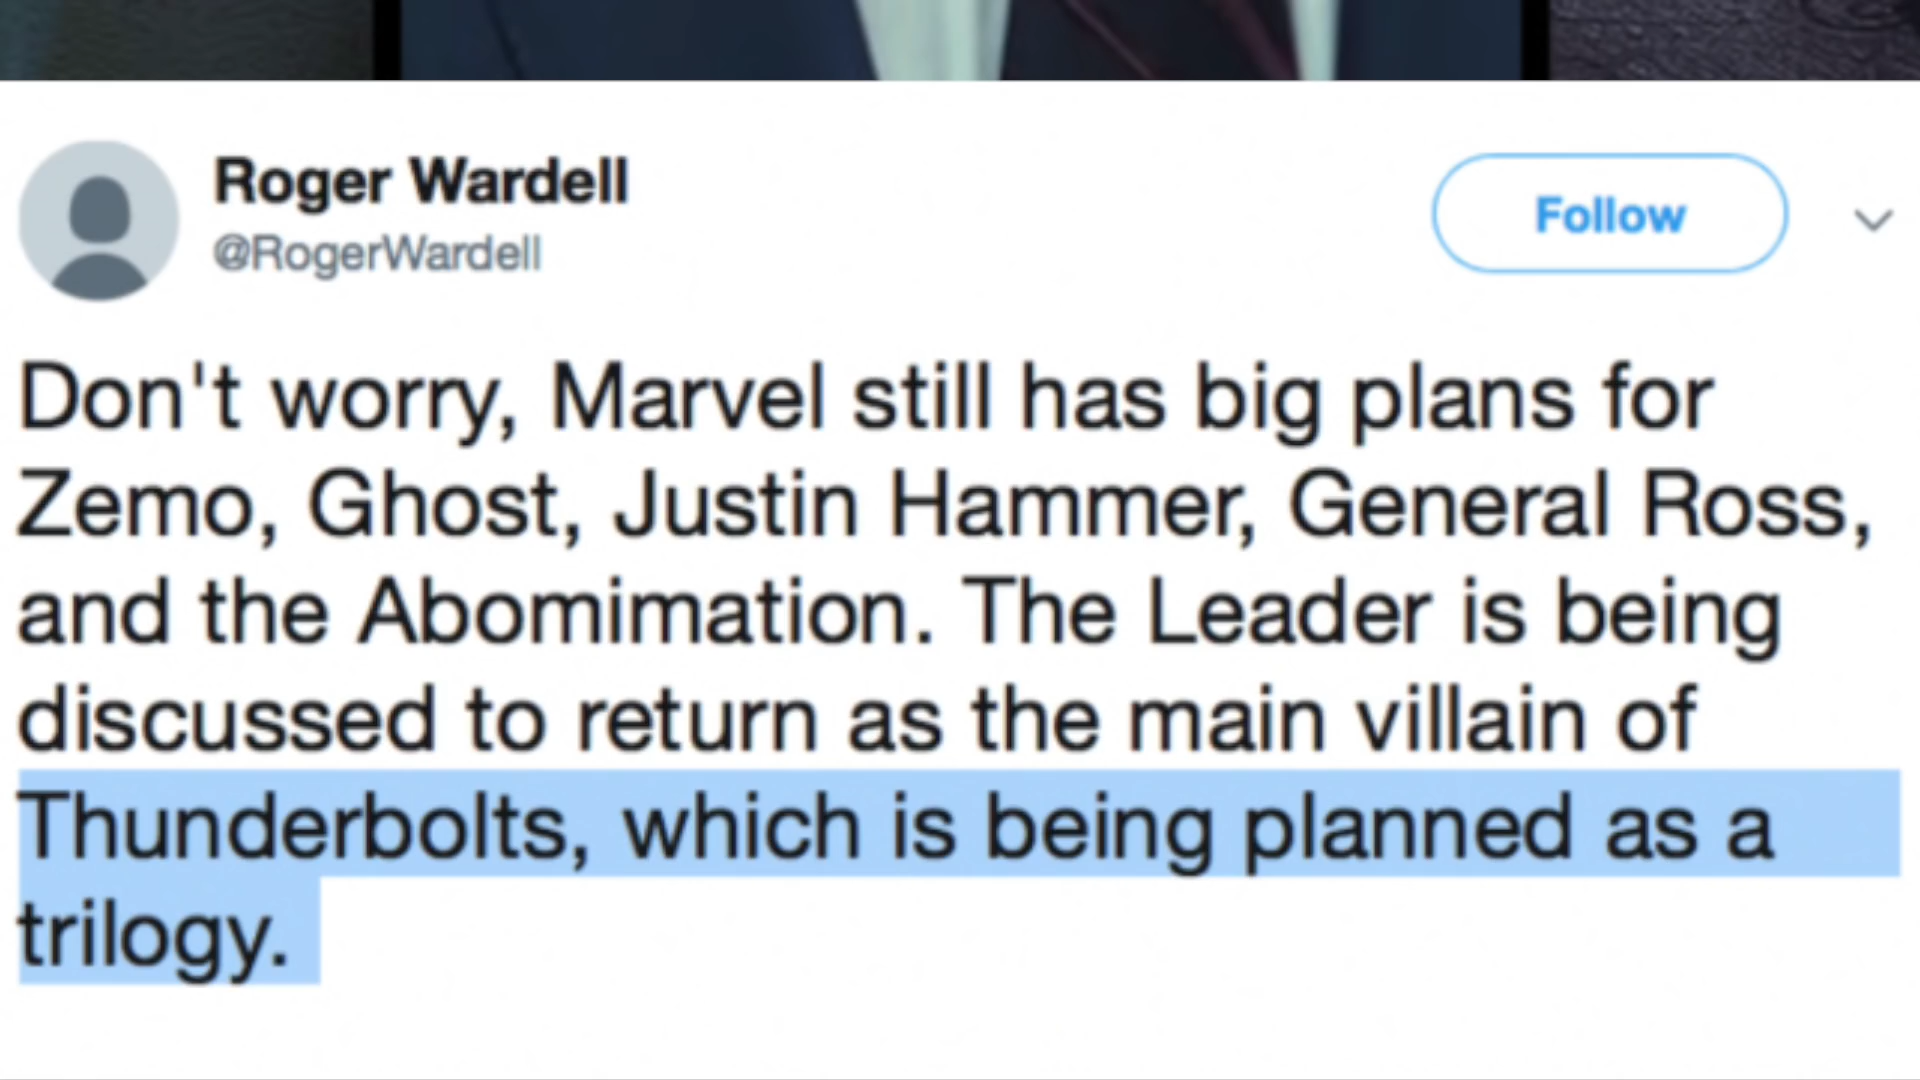 Roger Wardell
@RogerWardell
Follow
Don't worry, Marvel still has big plans for
Zemo, Ghost, Justin Hammer, General Ross,
and the Abomimation. The Leader is being
discussed to return as the main villain of
Thunderbolts, which is being planned as a
trilogy.